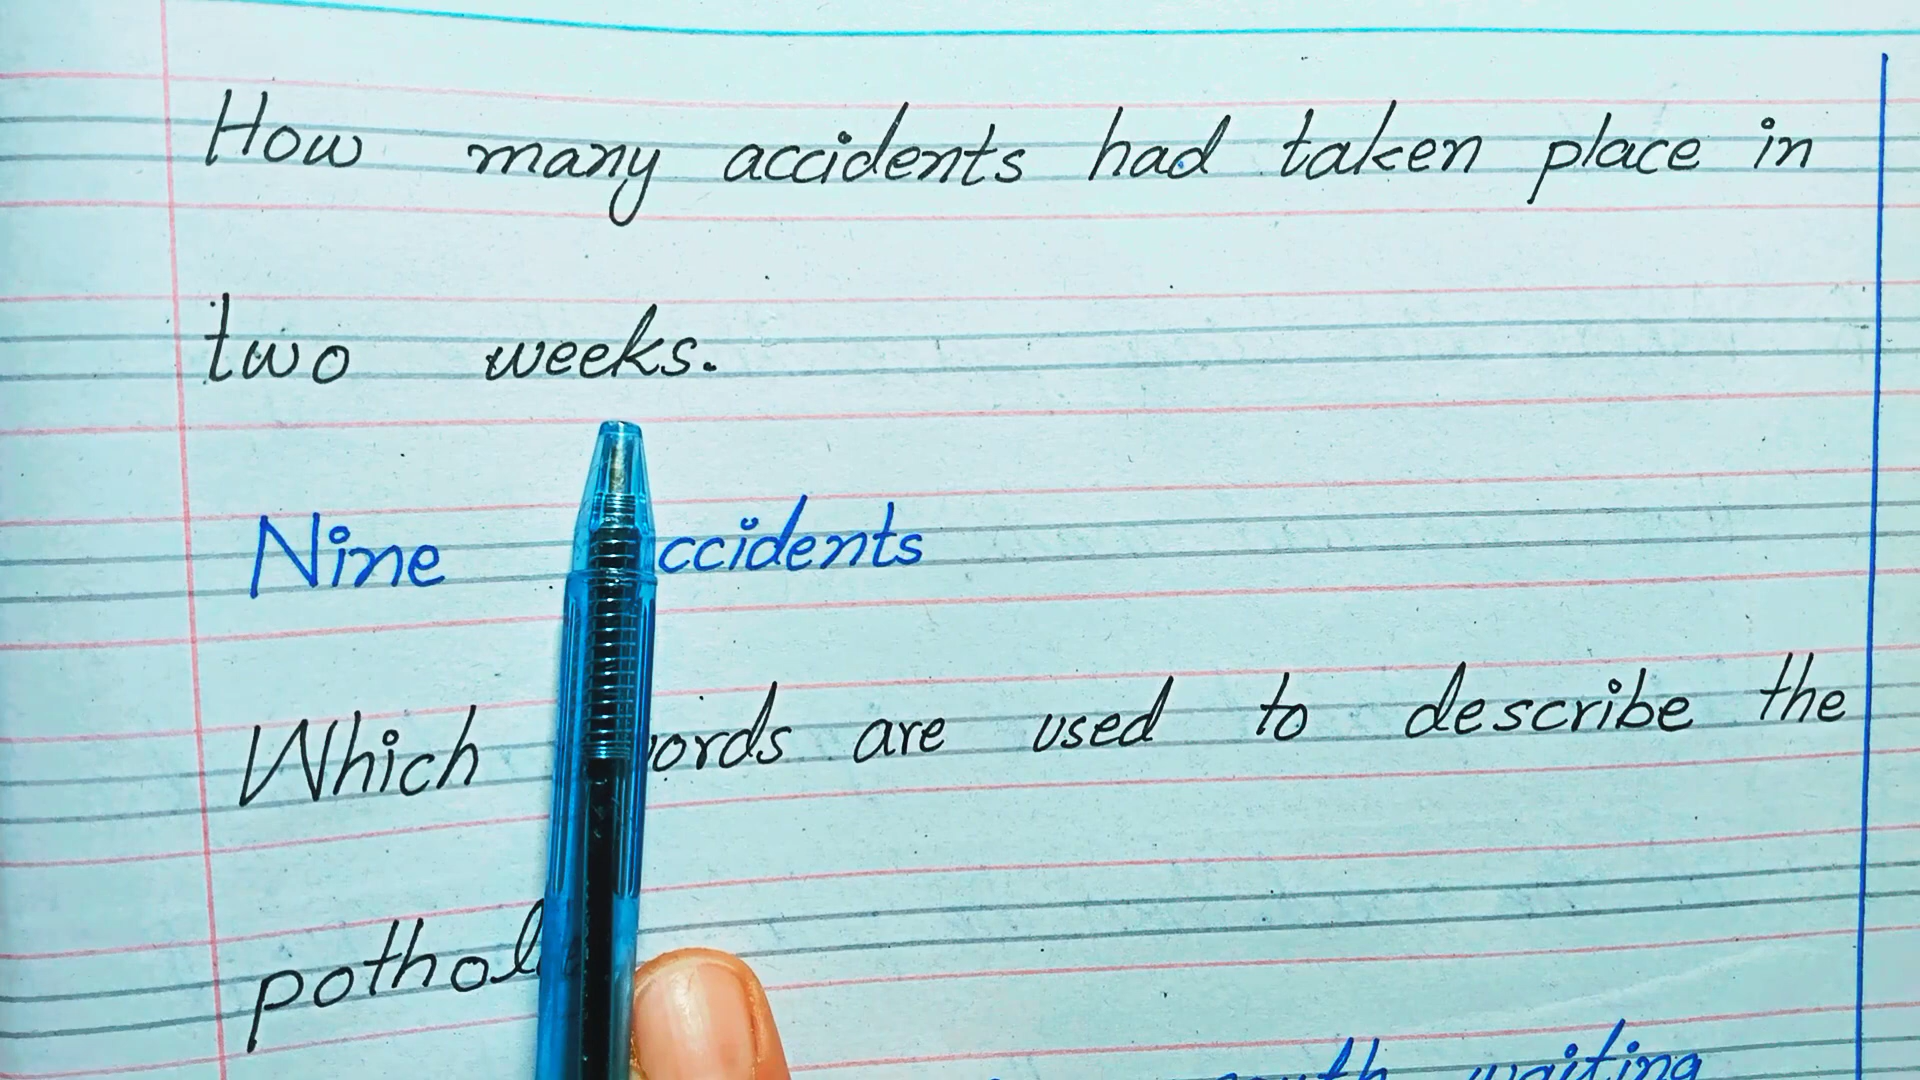 How many accidents had taken place in
two weeks.
Nine ccidents
Which ords are used to describe the
pothol
waiting